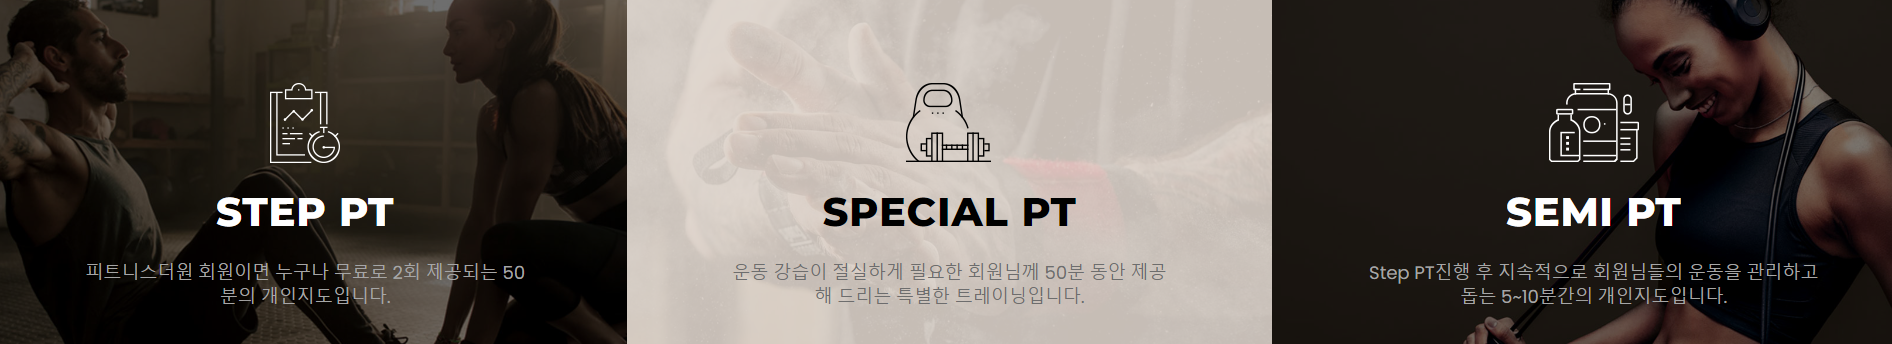 STEP PT
피트니스더원 회원이면 누구나 무료로 2회 제공되는 50
분의 개인지도입니다.
SPECIAL PT
운동 강습이 절실하게 필요한 회원님께 50분 동안 제공
해 드리는 특별한 트레이닝입니다.
SEMI PT
Step PT진행 후 지속적으로 회원님들의 운동을 관리하고
돕는 5~10분간의 개인지도입니다.